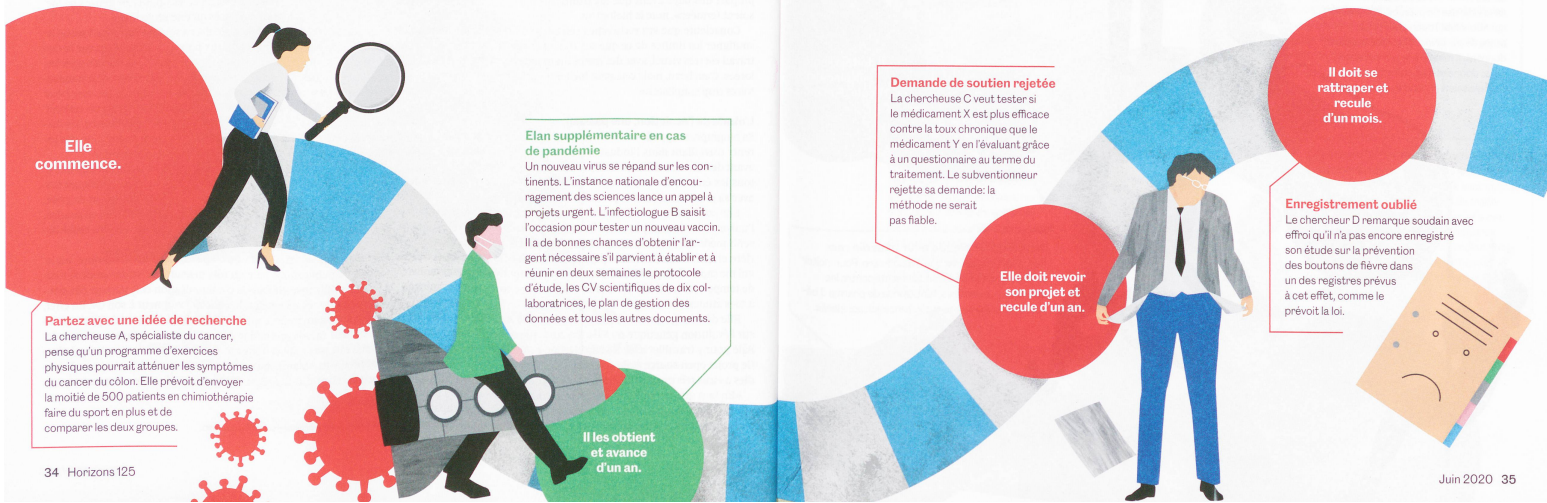 Elle
commence.
Partez avec une idée de recherche
La chercheuse A, spécialiste du cancer,
pense qu'un programme d'exercices
physiques pourrait atténuer les symptômes
du cancer du côlon. Elle prévoit d'envoyer
la moitié de 500 patients en chimiothérapie
faire du sport en plus et de
comparer les deux groupes.
34 Horizons 125
Elan supplémentaire en cas
de pandémie
Un nouveau virus se répand sur les con-
tinents. L'instance nationale d'encou-
ragement des sciences lance un appel à
projets urgent. L'infectiologue B saisit
l'occasion pour tester un nouveau vaccin.
Il a de bonnes chances d'obtenir l'ar-
gent nécessaire s'il parvient à établir et à
réunir en deux semaines le protocole
d'étude, les CV scientifiques de dix col-
laboratrices, le plan de gestion des
données et tous les autres documents.
Il les obtient
et avance
d'un an.
Demande de soutien rejetée
La chercheuse C veut tester si
le médicament X est plus efficace
contre la toux chronique que le
médicament Y en l'évaluant grâce
à un questionnaire au terme du
traitement. Le subventionneur
rejette sa demande: la
méthode ne serait
pas fiable.
Elle doit revoir
son projet et
recule d'un an.
Il doit se
rattraper et
recule
d'un mois.
Enregistrement oublié
Le chercheur D remarque soudain avec
effroi qu'il n'a pas encore enregistré
son étude sur la prévention
des boutons de fièvre dans
un des registres prévus
à cet effet, comme le
prévoit la loi.
Juin 2020 35